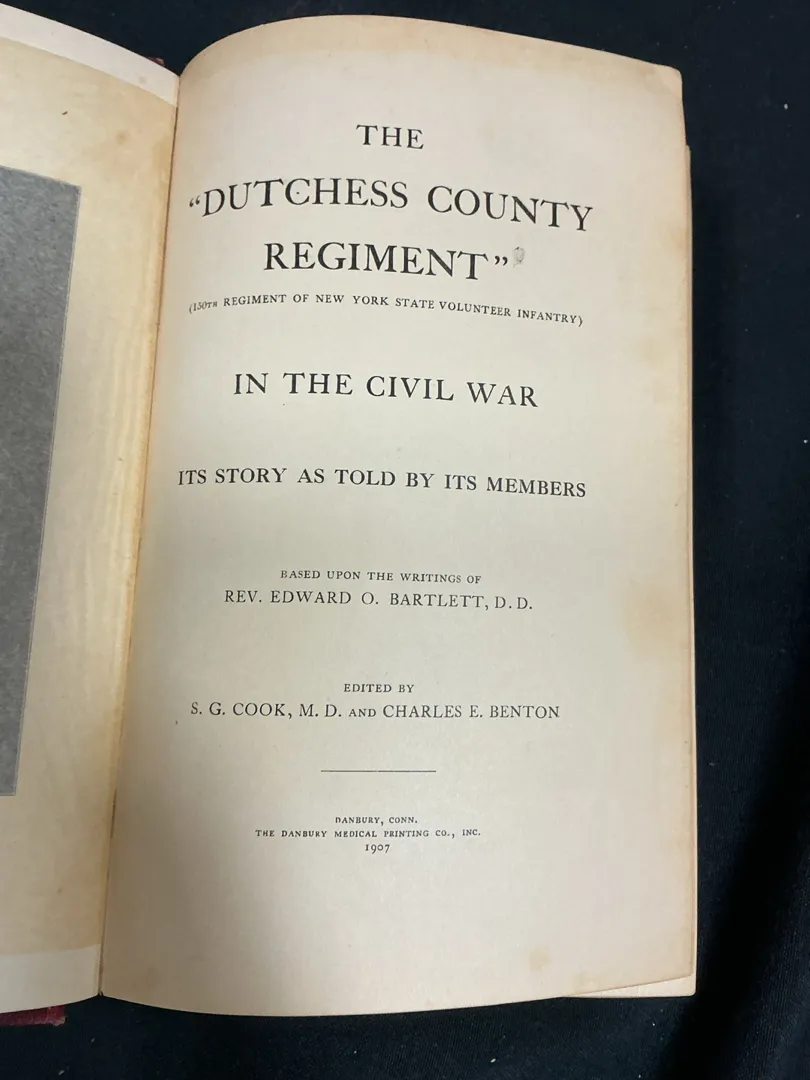 THE
“DUTCHESS COUNTY
REGIMENT”
(150TH REGIMENT OF NEW YORK STATE VOLUNTEER INFANTRY)
IN THE CIVIL WAR
ITS STORY AS TOLD BY ITS MEMBERS
BASED UPON THE WRITINGS OF
REV. EDWARD O. BARTLETT, D. D.
EDITED BY
S. G. COOK, M. D. AND CHARLES E. BENTON
DANBURY, CONN.
THE DANBURY MEDICAL PRINTING CO., INC.
1907